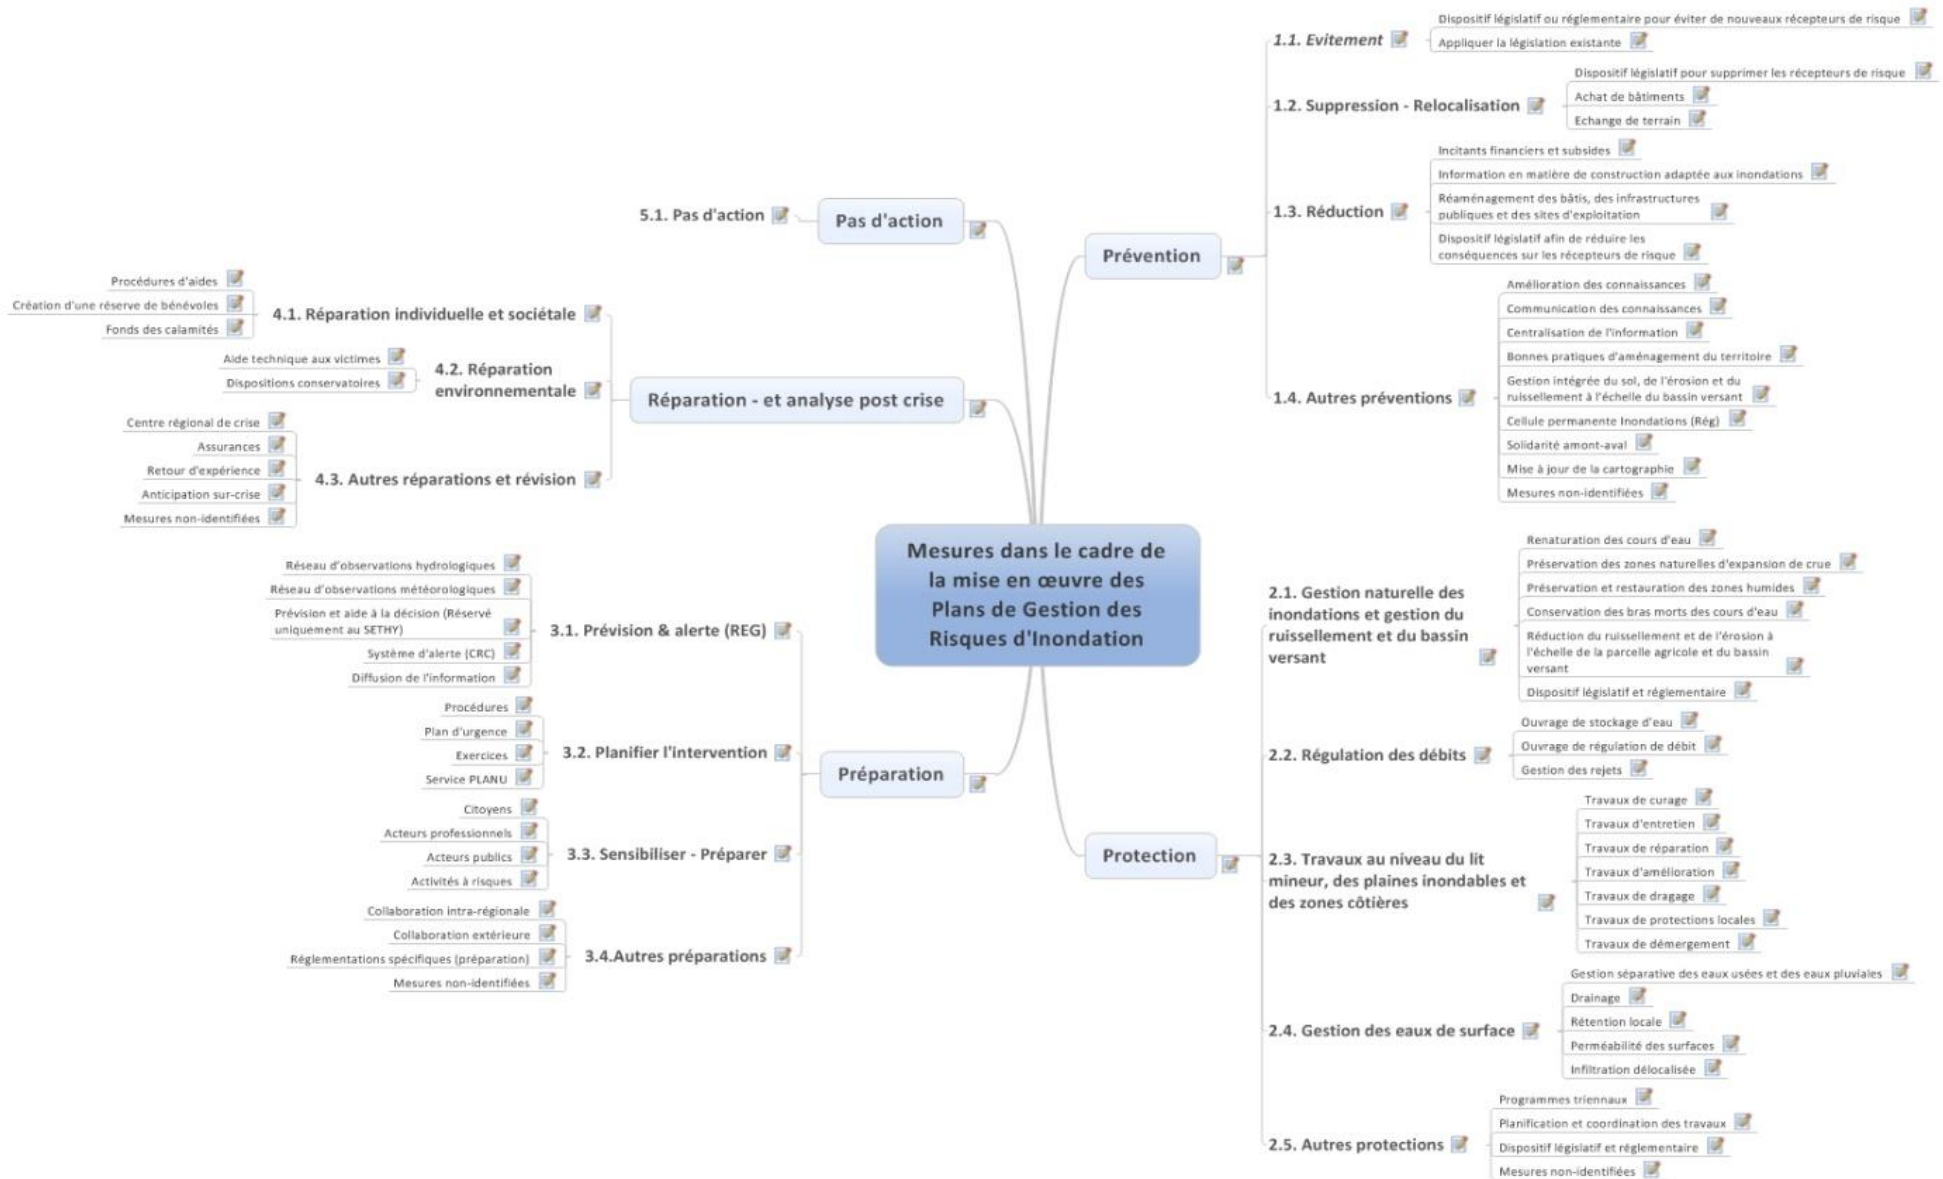 Mesures dans le cadre de
la mise en œuvre des
Plans de Gestion des
Risques d'Inondation
Prévention
1.1. Evitement
Dispositif législatif ou réglementaire pour éviter de nouveaux récepteurs de risque
Appliquer la législation existante
1.2. Suppression - Relocalisation
Dispositif législatif pour supprimer les récepteurs de risque
Achat de bâtiments
Echange de terrain
1.3. Réduction
Incitants financiers et subsides
Information en matière de construction adaptée aux inondations
Réaménagement des bâtis, des infrastructures
publiques et des sites d'exploitation
Dispositif législatif afin de réduire les
conséquences sur les récepteurs de risque
1.4. Autres préventions
Amélioration des connaissances
Communication des connaissances
Centralisation de l'information
Bonnes pratiques d'aménagement du territoire
Gestion intégrée du sol, de l'érosion et du
ruissellement à l'échelle du bassin versant
Cellule permanente Inondations (Rég)
Solidarité amont-aval
Mise à jour de la cartographie
Mesures non-identifiées
Protection
2.1. Gestion naturelle des
inondations et gestion du
ruissellement et du bassin
versant
Renaturation des cours d'eau
Préservation des zones naturelles d'expansion de crue
Préservation et restauration des zones humides
Conservation des bras morts des cours d'eau
Réduction du ruissellement et de l'érosion à
l'échelle de la parcelle agricole et du bassin
versant
Dispositif législatif et réglementaire
2.2. Régulation des débits
Ouvrage de stockage d'eau
Ouvrage de régulation de débit
Gestion des rejets
2.3. Travaux au niveau du lit
mineur, des plaines inondables et
des zones côtières
Travaux de curage
Travaux d'entretien
Travaux de réparation
Travaux d'amélioration
Travaux de dragage
Travaux de protections locales
Travaux de démergement
2.4. Gestion des eaux de surface
Gestion séparative des eaux usées et des eaux pluviales
Drainage
Rétention locale
Perméabilité des surfaces
Infiltration délocalisée
2.5. Autres protections
Programmes triennaux
Planification et coordination des travaux
Dispositif législatif et réglementaire
Mesures non-identifiées
Préparation
3.1. Prévision & alerte (REG)
Réseau d'observations hydrologiques
Réseau d'observations météorologiques
Prévision et aide à la décision (Réservé
uniquement au SETHY)
Système d'alerte (CRC)
Diffusion de l'information
3.2. Planifier l'intervention
Procédures
Plan d'urgence
Exercices
Service PLANU
3.3. Sensibiliser - Préparer
Citoyens
Acteurs professionnels
Acteurs publics
Activités à risques
3.4.Autres préparations
Collaboration intra-régionale
Collaboration extérieure
Réglementations spécifiques (préparation)
Mesures non-identifiées
Réparation - et analyse post crise
4.1. Réparation individuelle et sociétale
Procédures d'aides
Création d'une réserve de bénévoles
Fonds des calamités
4.2. Réparation
environnementale
Aide technique aux victimes
Dispositions conservatoires
4.3. Autres réparations et révision
Centre régional de crise
Assurances
Retour d'expérience
Anticipation sur-crise
Mesures non-identifiées
Pas d'action
5.1. Pas d'action